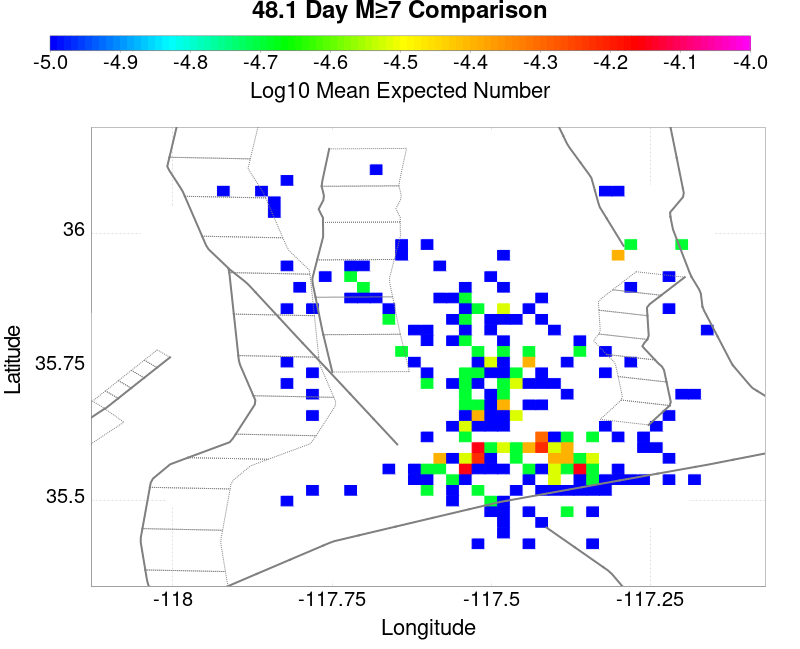 48.1 Day M≥7 Comparison
-5.0 -4.9 -4.8 -4.7 -4.6 -4.5 -4.4 -4.3 -4.2 -4.1 -4.0
Log10 Mean Expected Number
36
35.75
35.5
Latitude
-118 -117.75 -117.5 -117.25
Longitude